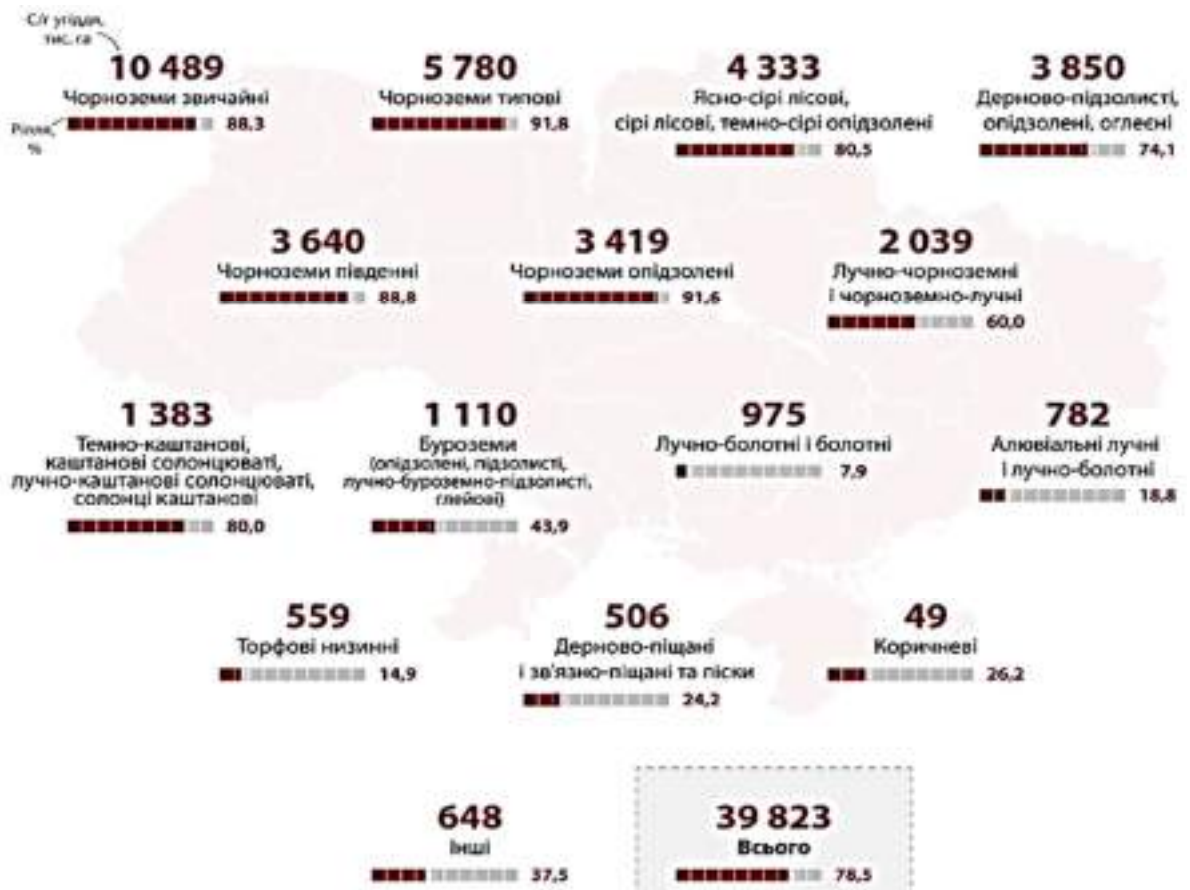 С/г угіддя,
тис. га
10 489
Чорноземи звичайні
Рілля,
%
88,3
5 780
Чорноземи типові
91,8
4 333
Ясно-сірі лісові,
сірі лісові, темно-сірі опідзолені
80,5
3 850
Дерново-підзолисті,
опідзолені, оглеєні
74,1
3 640
Чорноземи південні
88,8
3 419
Чорноземи опідзолені
91,6
2 039
Лучно-чорноземні
і чорноземно-лучні
60,0
1 383
Темно-каштанові,
каштанові солонцюваті,
лучно-каштанові солонцюваті,
солонці каштанові
80,0
1 110
Буроземи
(опідзолені, підзолисті,
лучно-буроземно-підзолисті,
глейові)
43,9
975
Лучно-болотні і болотні
7,9
782
Алювіальні лучні
і лучно-болотні
18,8
559
Торфові низинні
14,9
506
Дерново-піщані
і зв'язно-піщані та піски
24,2
49
Коричневі
26,2
648
Інші
37,5
39 823
Всього
78,5